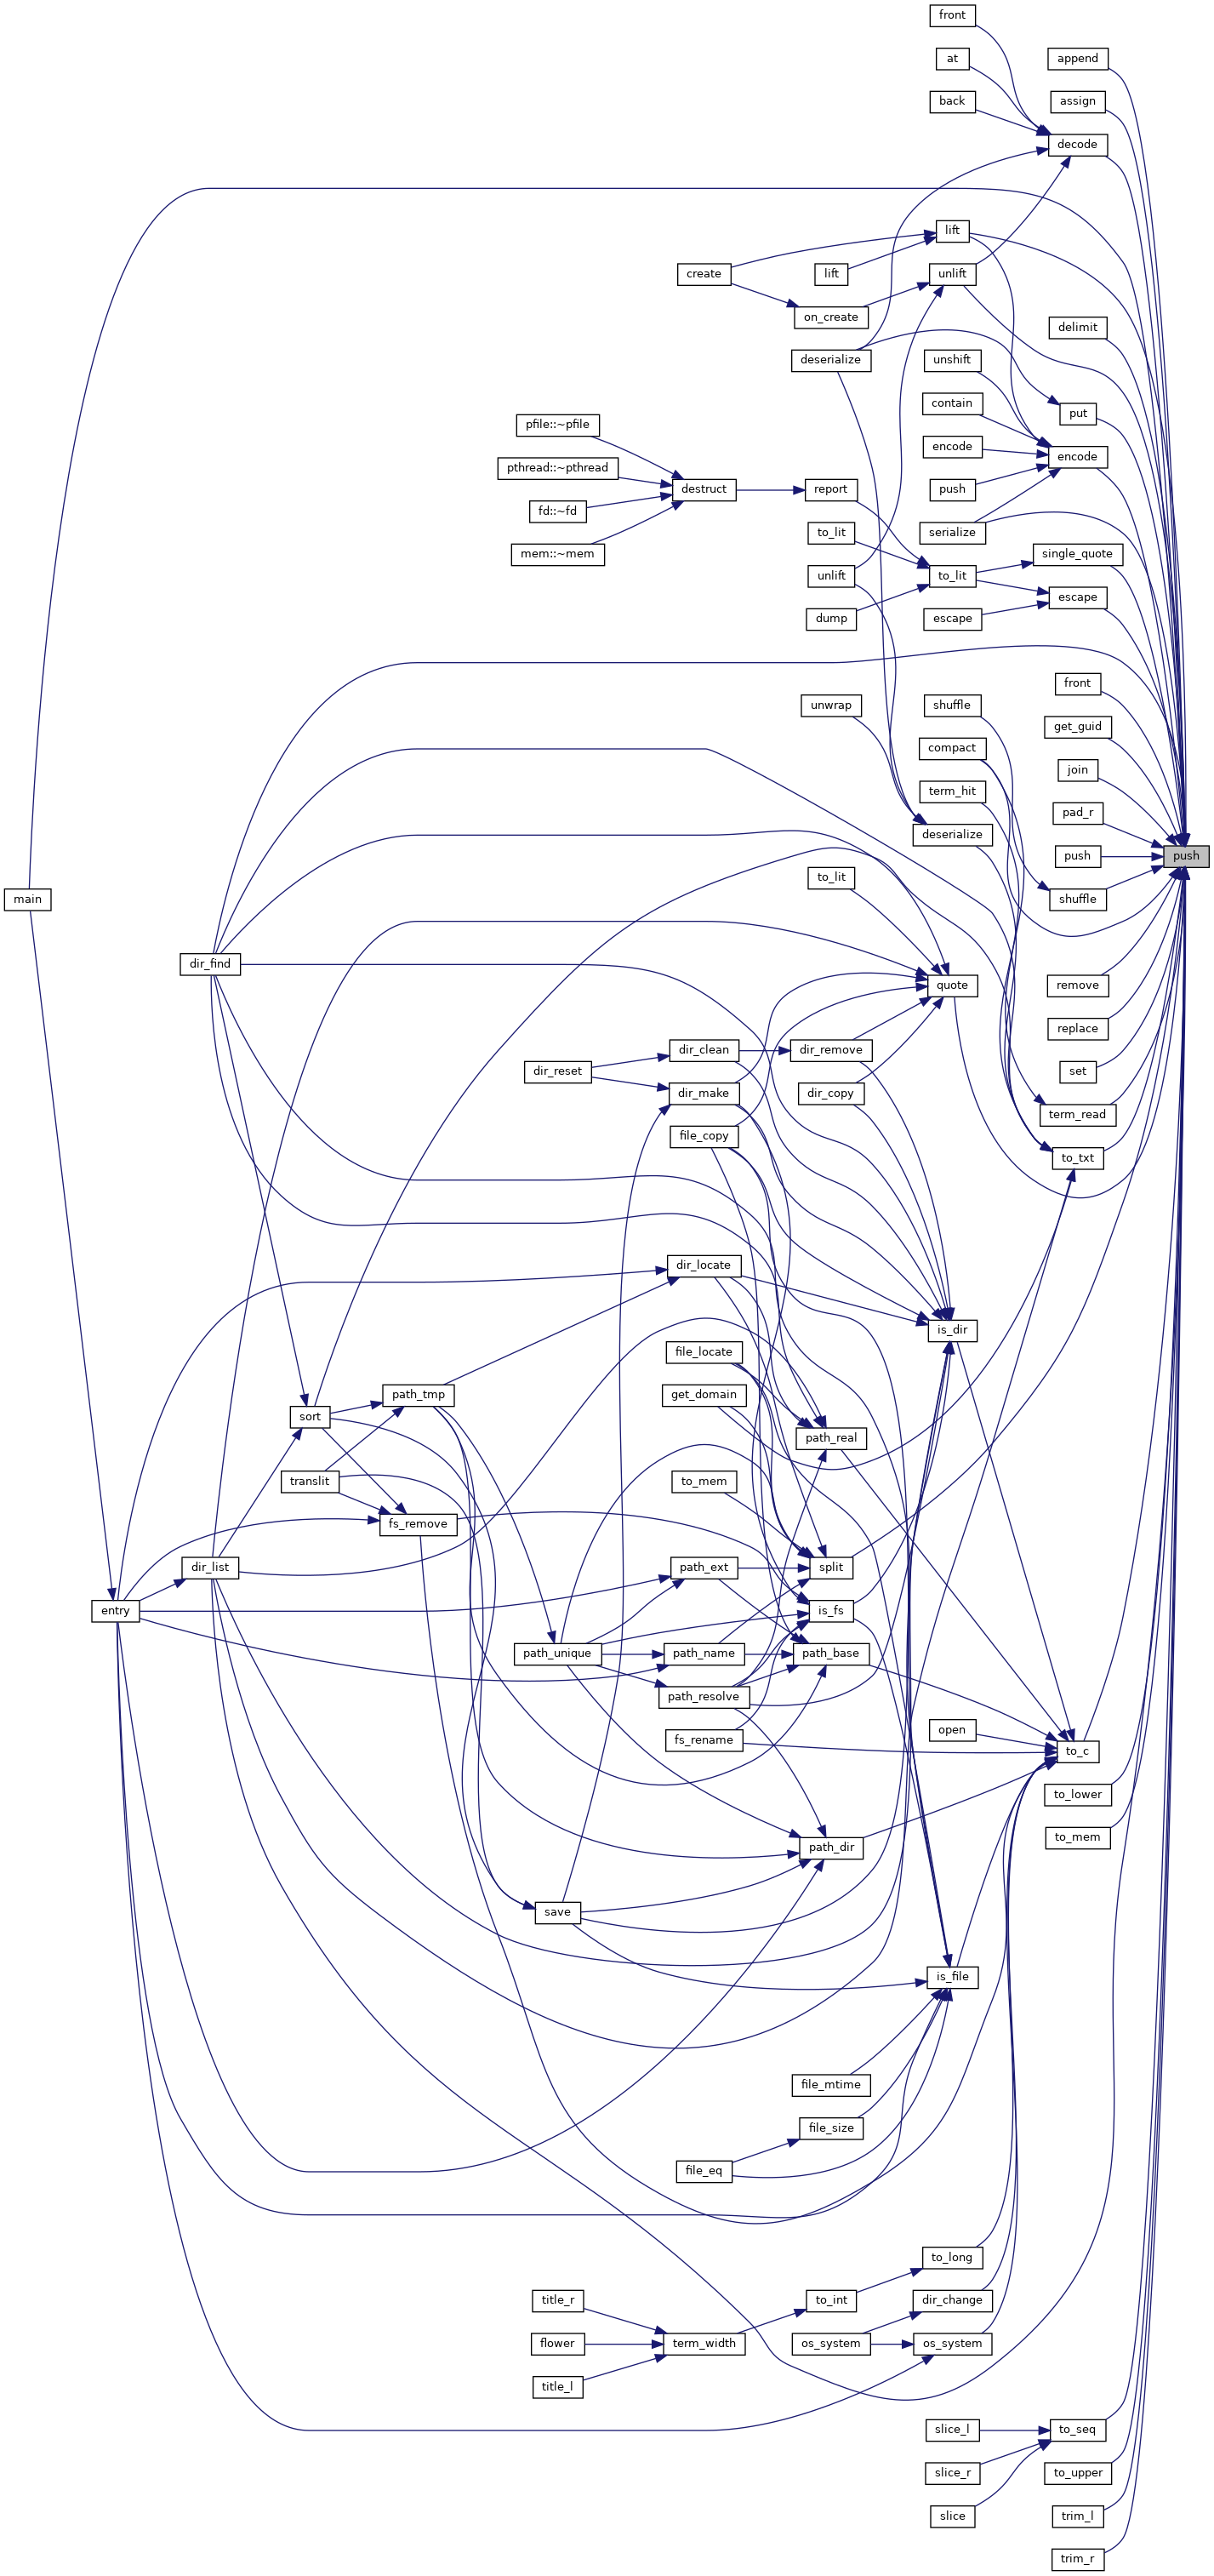 front
at
append
back
assign
decode
lift
create
lift
unlift
on_create
delimit
deserialize
unshift
contain
put
pfile::~pfile
encode
encode
pthread::~pthread
destruct
report
push
fd::~fd
to_lit
serialize
mem::~mem
single_quote
unlift
to_lit
escape
dump
escape
front
unwrap
shuffle
get_guid
compact
join
term_hit
pad_r
deserialize
push
push
to_lit
shuffle
main
dir_find
quote
remove
replace
dir_clean
dir_remove
dir_reset
set
dir_make
dir_copy
term_read
file_copy
to_txt
dir_locate
is_dir
file_locate
path_tmp
get_domain
sort
path_real
translit
to_mem
fs_remove
dir_list
path_ext
split
entry
is_fs
path_unique
path_name
path_base
path_resolve
fs_rename
open
to_c
to_lower
to_mem
path_dir
save
is_file
file_mtime
file_size
file_eq
to_long
title_r
to_int
dir_change
flower
term_width
os_system
os_system
title_l
slice_l
to_seq
slice_r
to_upper
slice
trim_l
trim_r